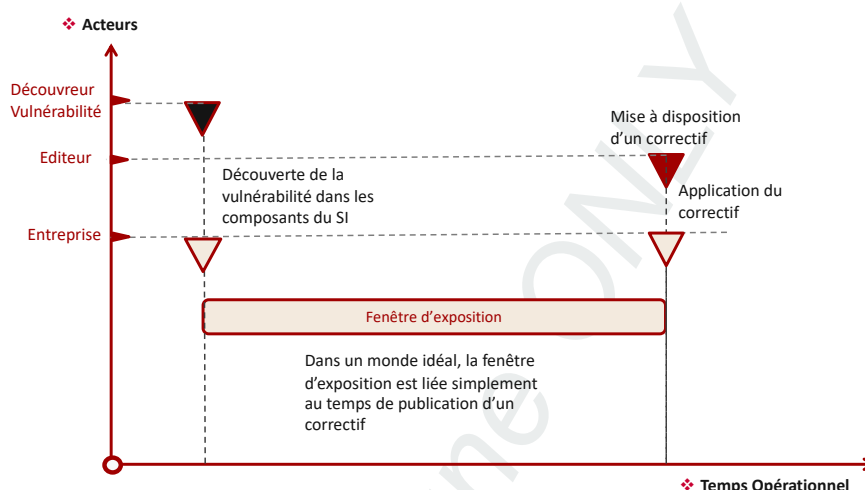 ❖ Acteurs
Découvreur
Vulnérabilité
Mise à disposition
d’un correctif
Editeur
Découverte de la
vulnérabilité dans les
composants du SI
Application du
correctif
Entreprise
Fenêtre d’exposition
Dans un monde idéal, la fenêtre
d’exposition est liée simplement
au temps de publication d’un
correctif
❖ Temps Opérationnel
ne ONLY